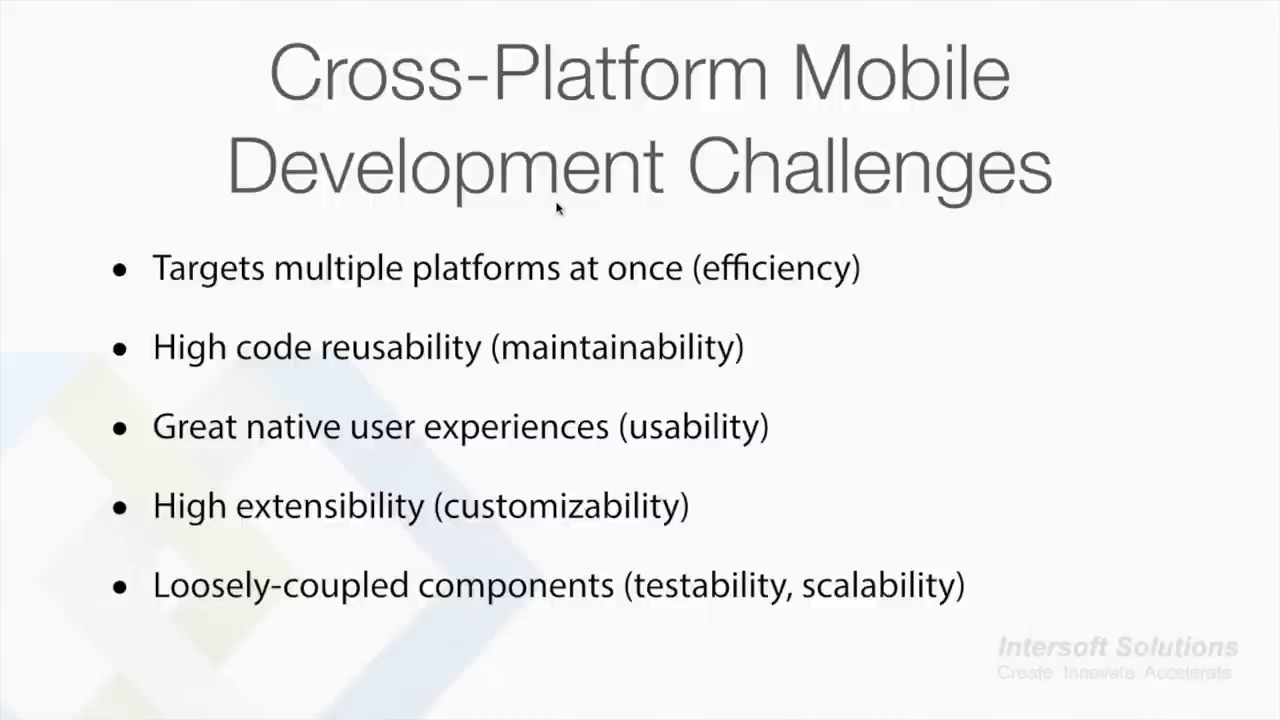 Cross-Platform Mobile
Development Challenges
• Targets multiple platforms at once (efficiency)
• High code reusability (maintainability)
• Great native user experiences (usability)
• High extensibility (customizability)
• Loosely-coupled components (testability, scalability)
Intersoft Solutions
Create. Innovate. Accelerate.